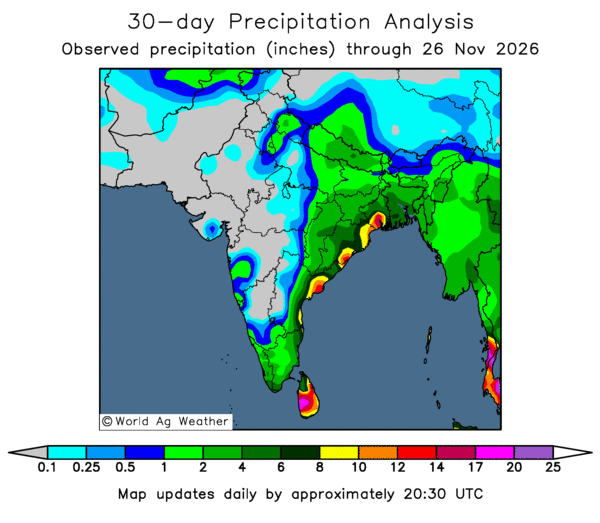 30-day Precipitation Analysis
Observed precipitation (inches) through 26 Nov 2026
©World Ag Weather
0.1 0.25 0.5 1 2 4 6 8 10 12 14 17 20 25
Map updates daily by approximately 20:30 UTC